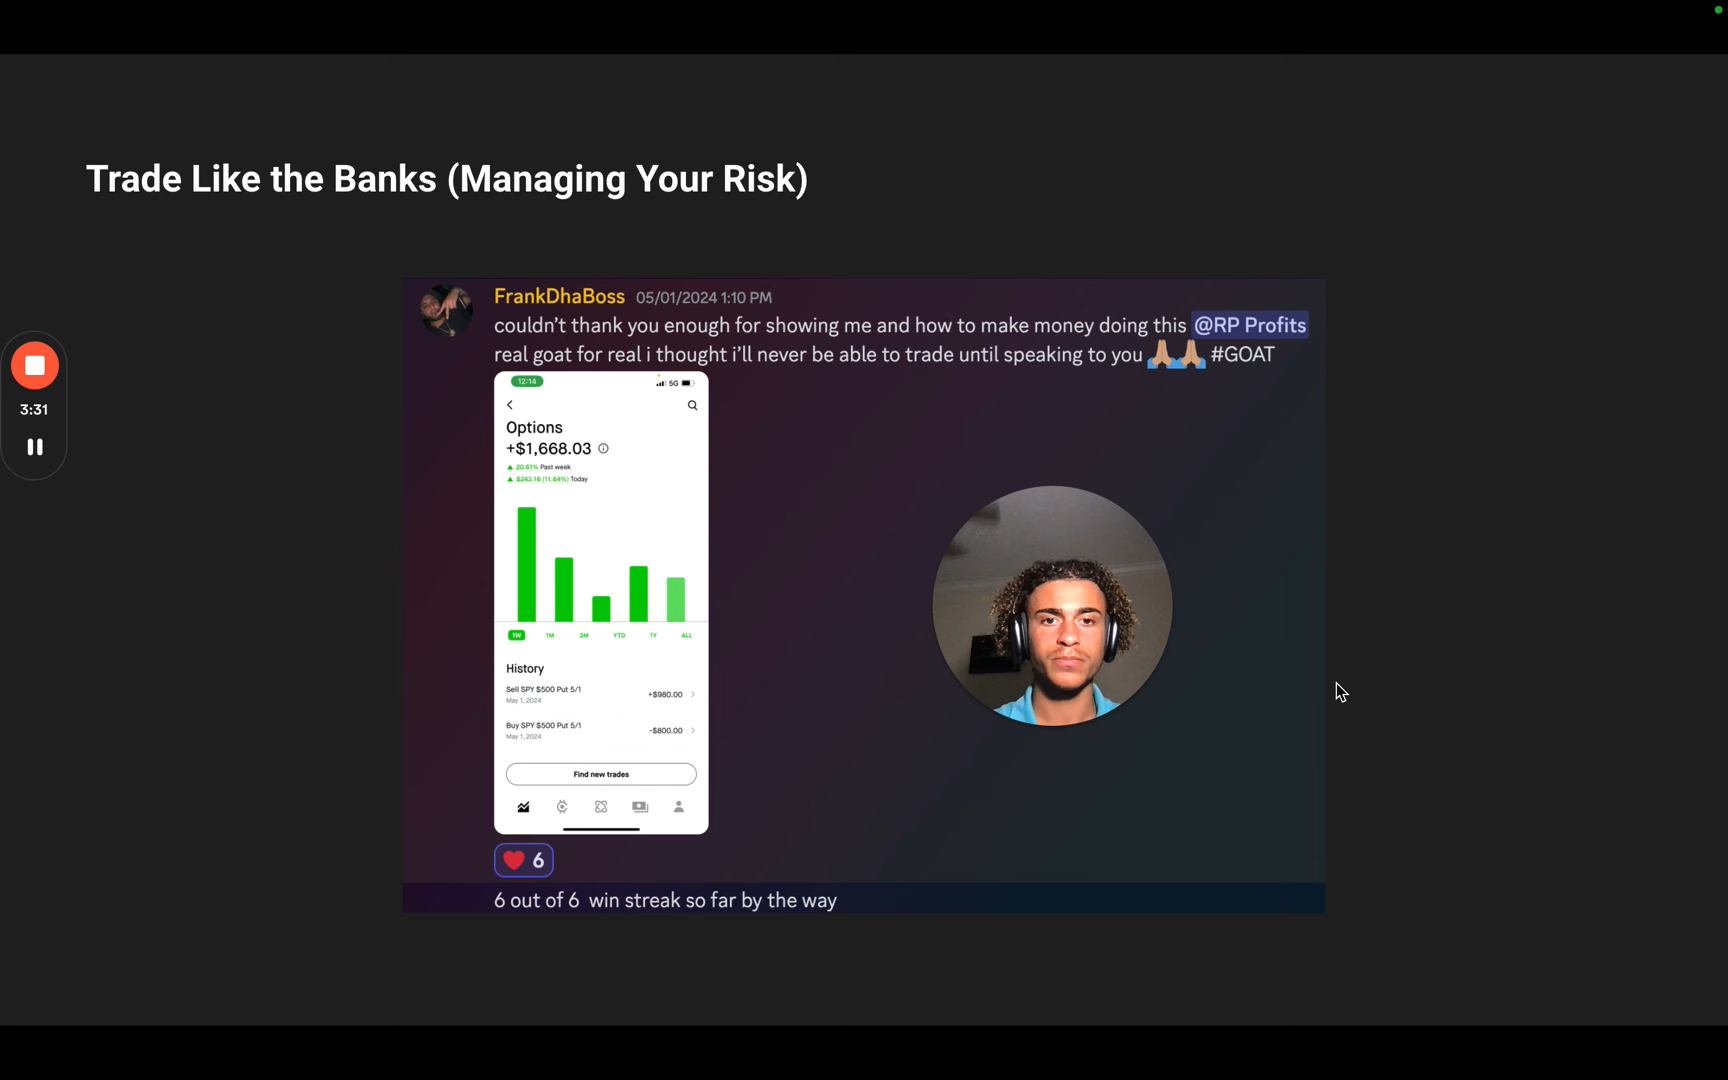 Trade Like the Banks (Managing Your Risk)
FrankDhaBoss 05/01/2024 1:10 PM
couldn't thank you enough for showing me and how to make money doing this @RP Profits
real goat for real i thought i'll never be able to trade until speaking to you 🙏🏼🙏🏼 #GOAT
12:14 5G
Options
+$1,668.03
▲ 20.61% Past week
▲ $243.16 (11.64%) Today
1W 1M 3M YTD 1Y ALL
History
Sell SPY $500 Put 5/1
May 1, 2024
+$980.00
Buy SPY $500 Put 5/1
May 1, 2024
-$800.00
Find new trades
3:31
❤️ 6
6 out of 6  win streak so far by the way